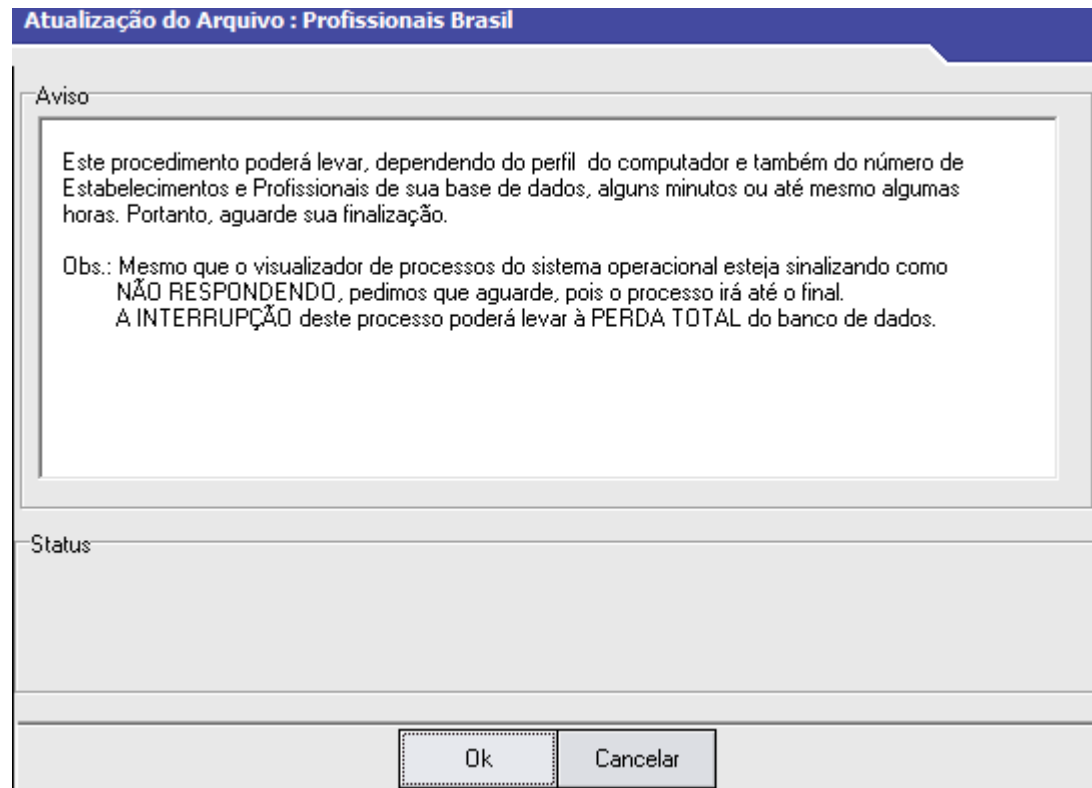 Atualização do Arquivo : Profissionais Brasil
Aviso
Este procedimento poderá levar, dependendo do perfil do computador e também do número de
Estabelecimentos e Profissionais de sua base de dados, alguns minutos ou até mesmo algumas
horas. Portanto, aguarde sua finalização.
Obs.: Mesmo que o visualizador de processos do sistema operacional esteja sinalizando como
NÃO RESPONDENDO, pedimos que aguarde, pois o processo irá até o final.
A INTERRUPÇÃO deste processo poderá levar à PERDA TOTAL do banco de dados.
Status
Ok
Cancelar